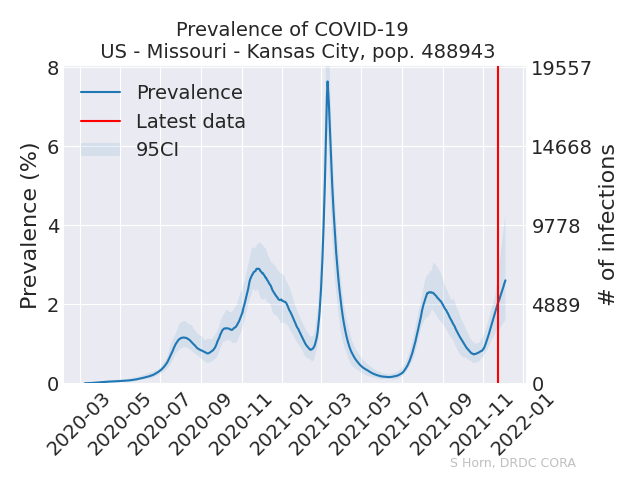 Prevalence of COVID-19
US - Missouri - Kansas City, pop. 488943
Prevalence (%)
8
6
4
2
0
Prevalence
Latest data
95CI
19557
14668
9778
4889
0
# of infections
2020-03
2020-05
2020-07
2020-09
2020-11
2021-01
2021-03
2021-05
2021-07
2021-09
2021-11
2022-01
S Horn, DRDC CORA